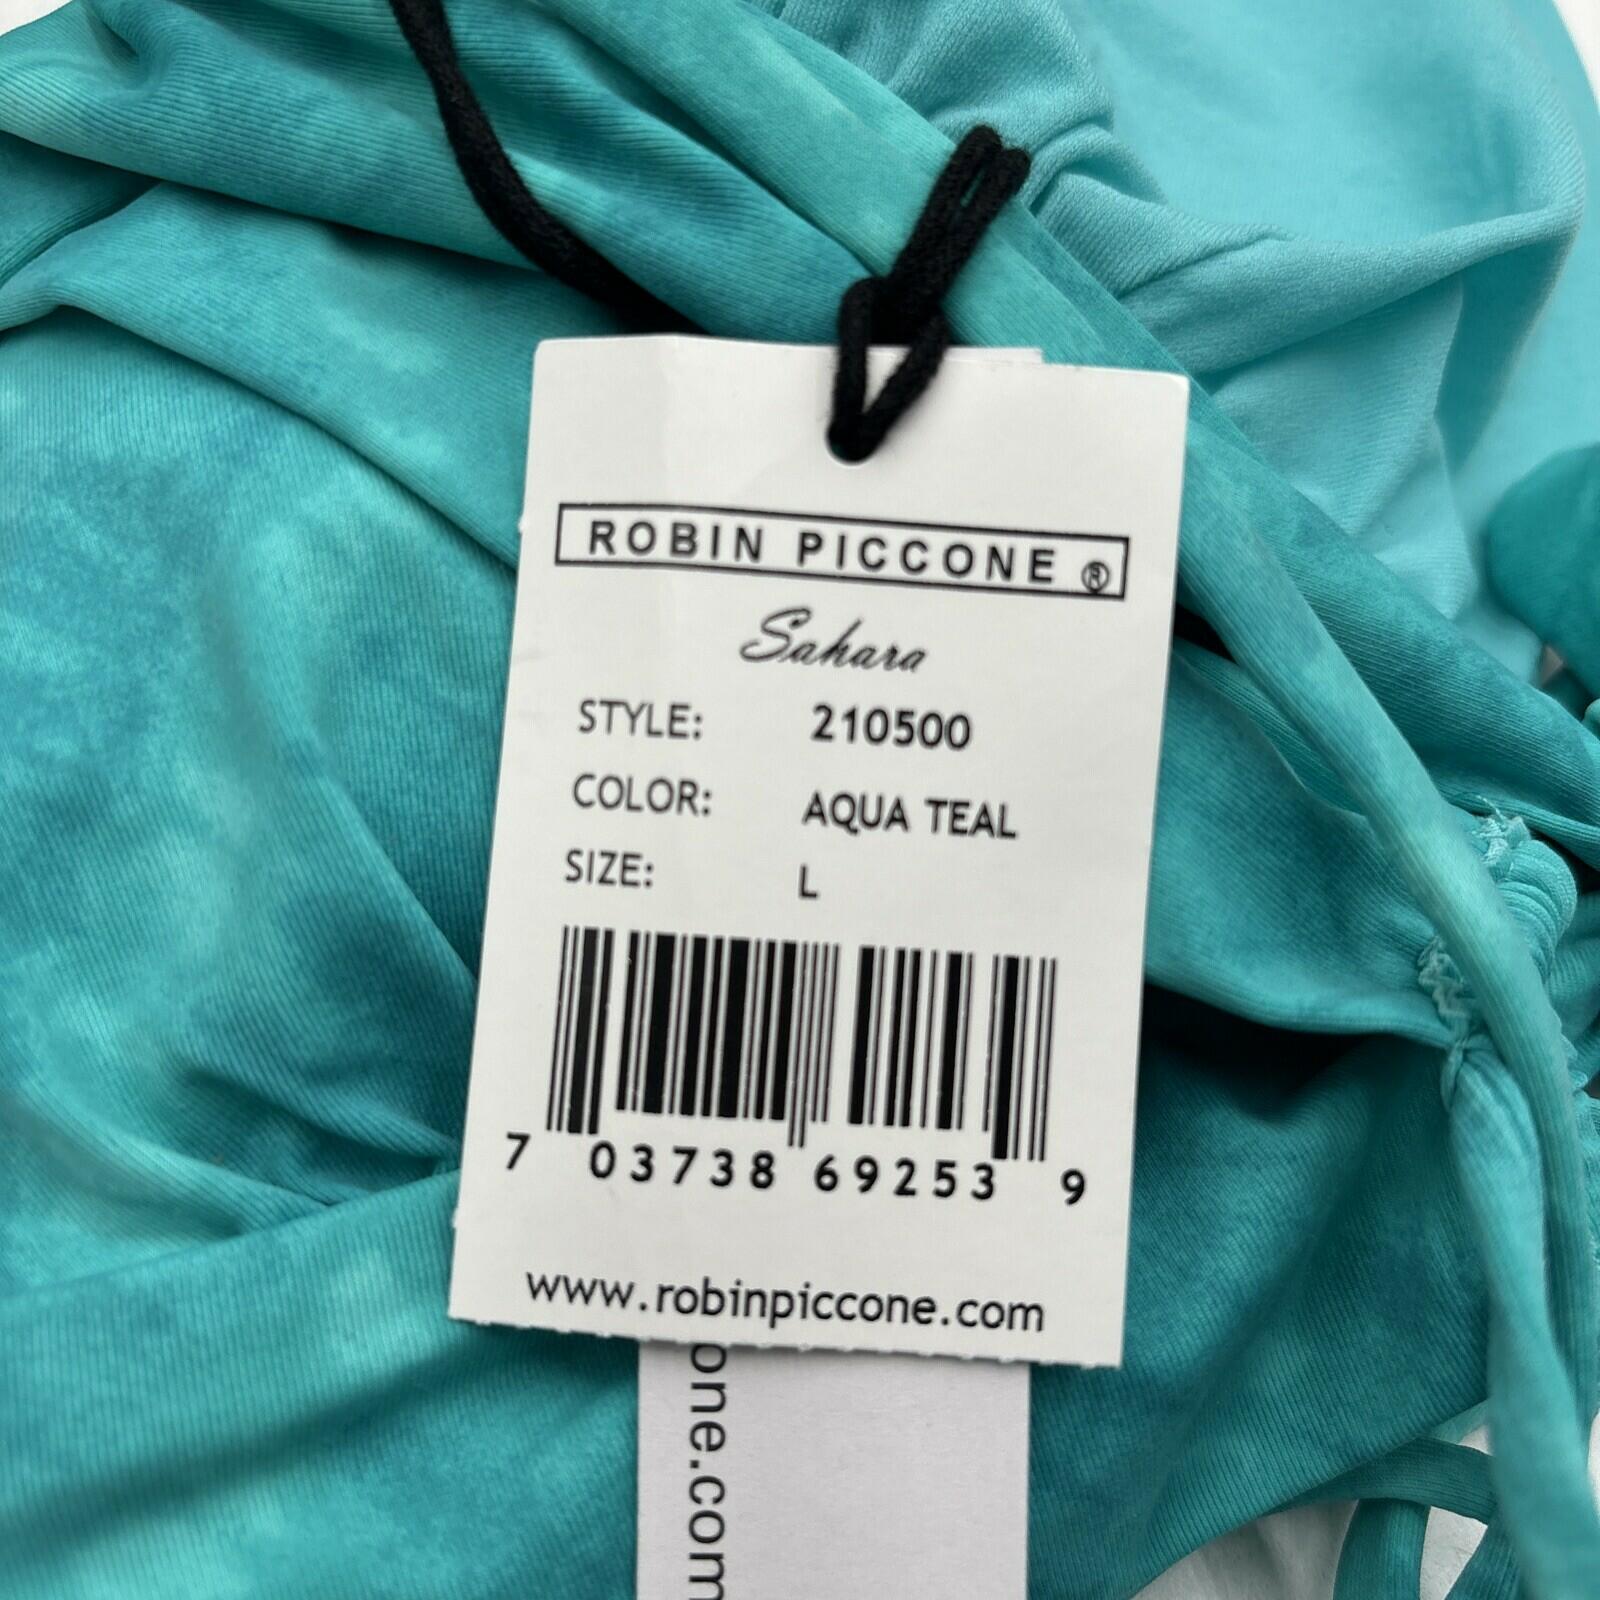 ROBIN PICCONE ®
Sahara
STYLE: 210500
COLOR: AQUA TEAL
SIZE: L
7 03738 69253 9
www.robinpiccone.com
one.com